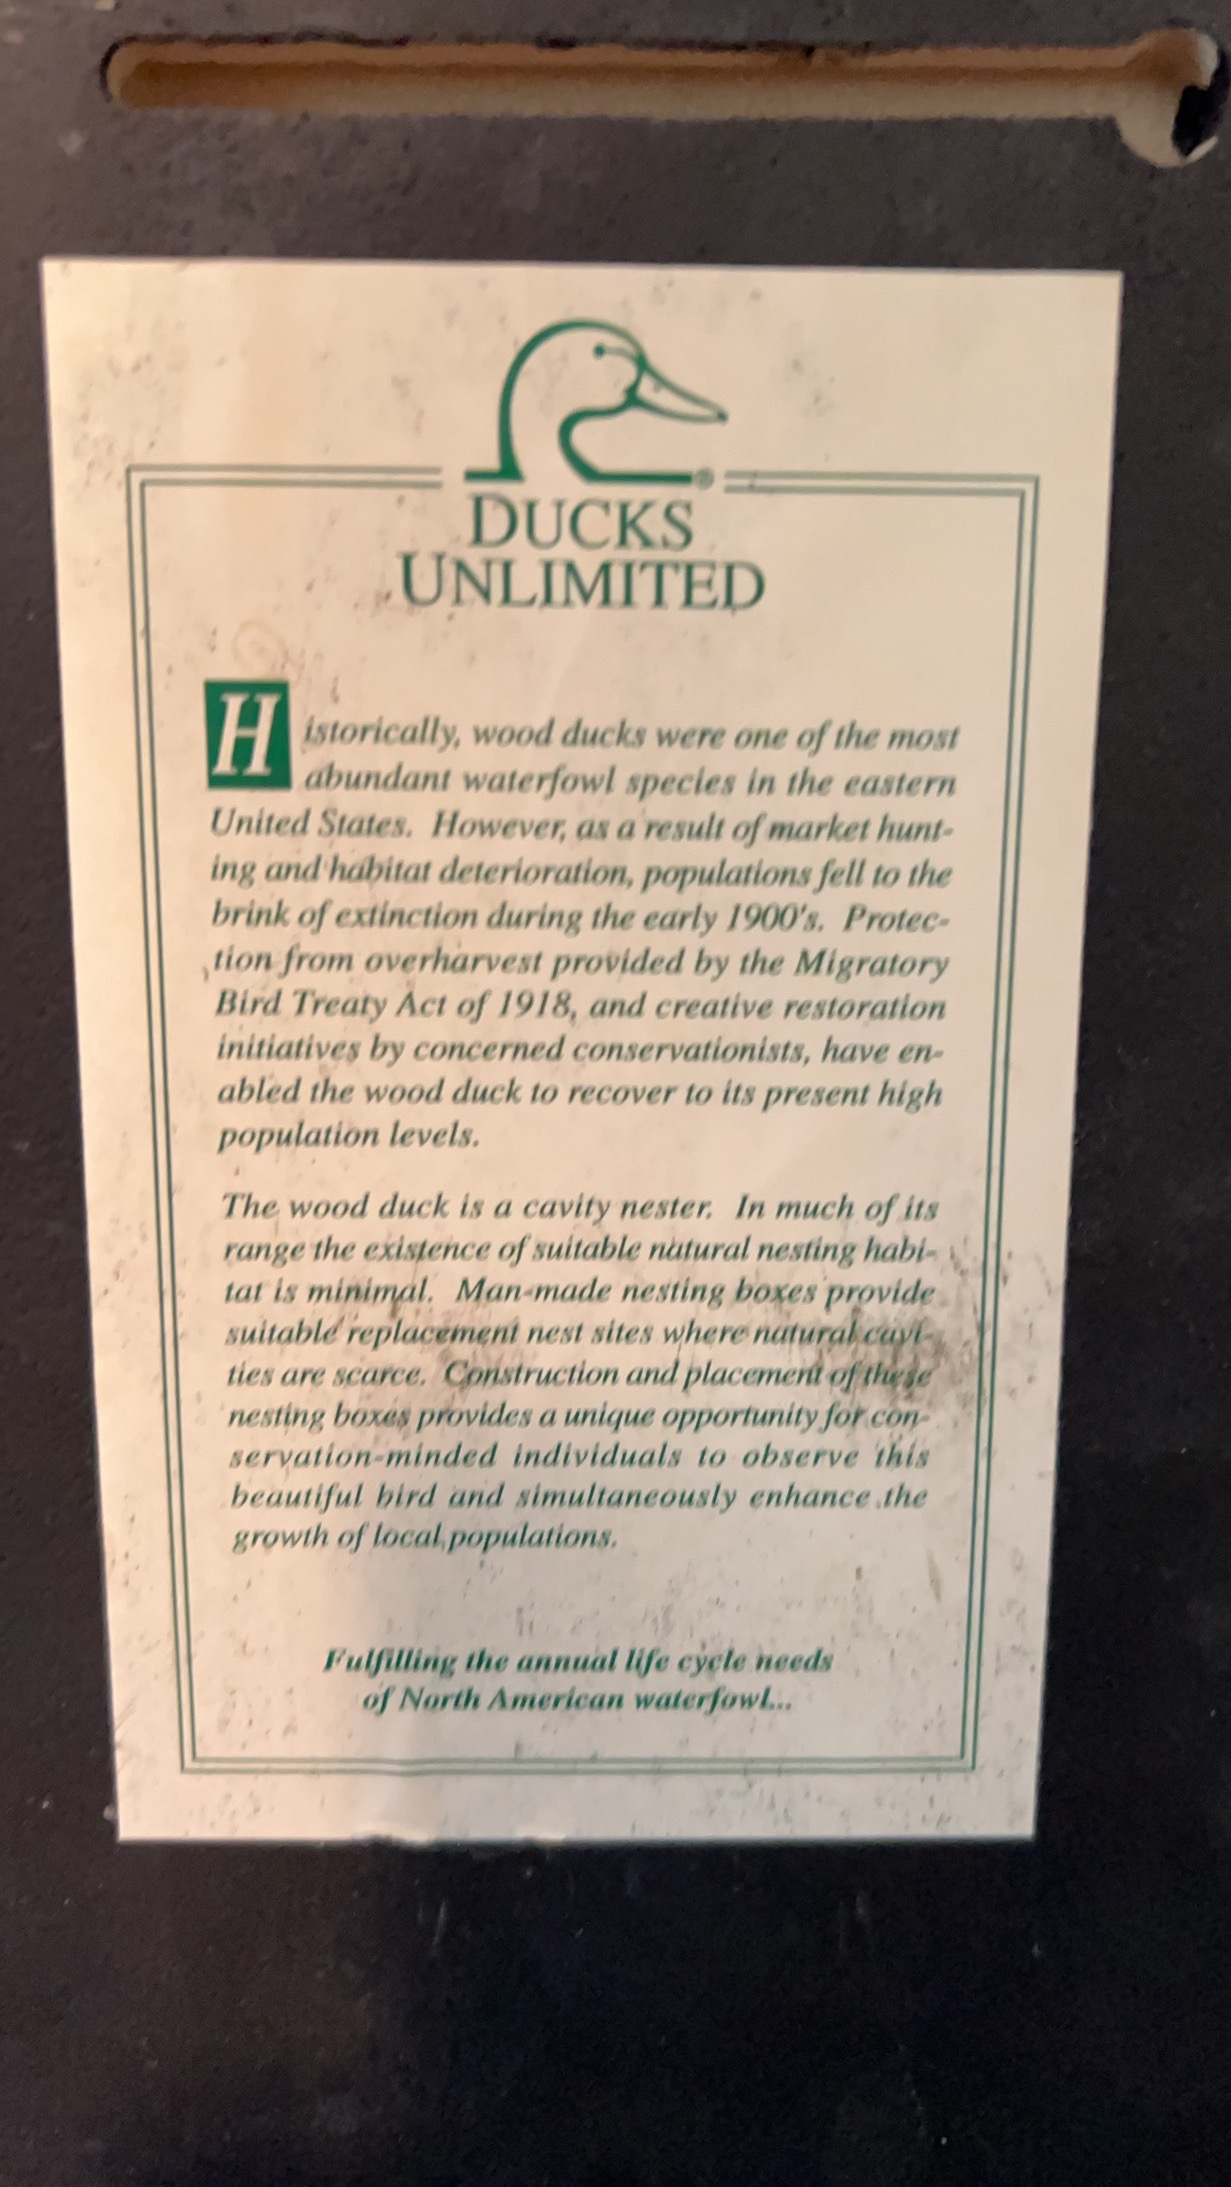 DUCKS
UNLIMITED
Historically, wood ducks were one of the most
abundant waterfowl species in the eastern
United States. However, as a result of market hunt-
ing and habitat deterioration, populations fell to the
brink of extinction during the early 1900's. Protec-
tion from overharvest provided by the Migratory
Bird Treaty Act of 1918, and creative restoration
initiatives by concerned conservationists, have en-
abled the wood duck to recover to its present high
population levels.
The wood duck is a cavity nester. In much of its
range the existence of suitable natural nesting habi-
tat is minimal. Man-made nesting boxes provide
suitable replacement nest sites where natural cavi-
ties are scarce. Construction and placement of these
nesting boxes provides a unique opportunity for con-
servation-minded individuals to observe this
beautiful bird and simultaneously enhance the
growth of local populations.
Fulfilling the annual life cycle needs
of North American waterfowl...